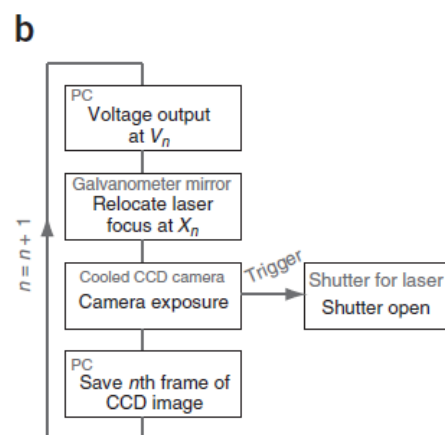 b
PC
Voltage output
at Vn
Galvanometer mirror
Relocate laser
focus at Xn
n = n + 1
Cooled CCD camera
Camera exposure
Trigger
Shutter for laser
Shutter open
PC
Save nth frame of
CCD image